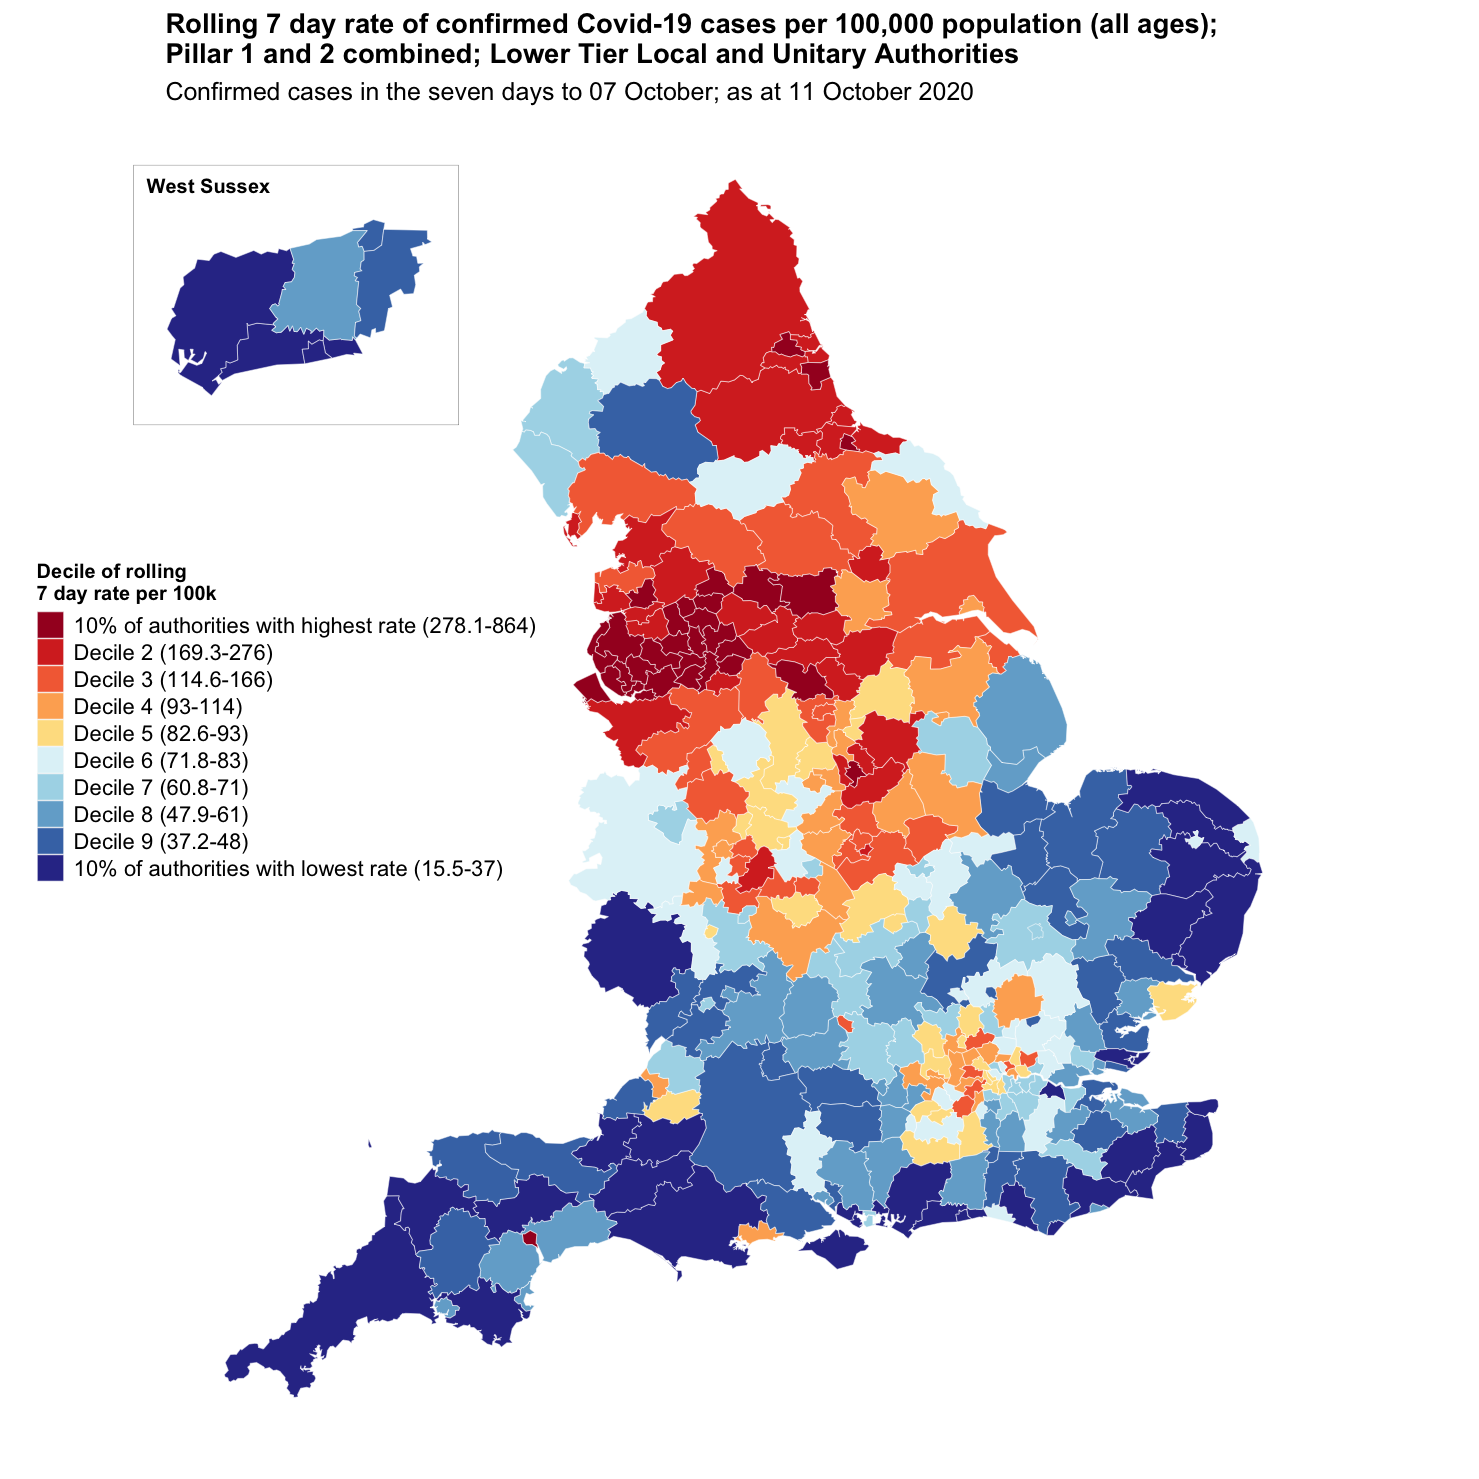 Rolling 7 day rate of confirmed Covid-19 cases per 100,000 population (all ages);
Pillar 1 and 2 combined; Lower Tier Local and Unitary Authorities
Confirmed cases in the seven days to 07 October; as at 11 October 2020
West Sussex
Decile of rolling
7 day rate per 100k
10% of authorities with highest rate (278.1-864)
Decile 2 (169.3-276)
Decile 3 (114.6-166)
Decile 4 (93-114)
Decile 5 (82.6-93)
Decile 6 (71.8-83)
Decile 7 (60.8-71)
Decile 8 (47.9-61)
Decile 9 (37.2-48)
10% of authorities with lowest rate (15.5-37)